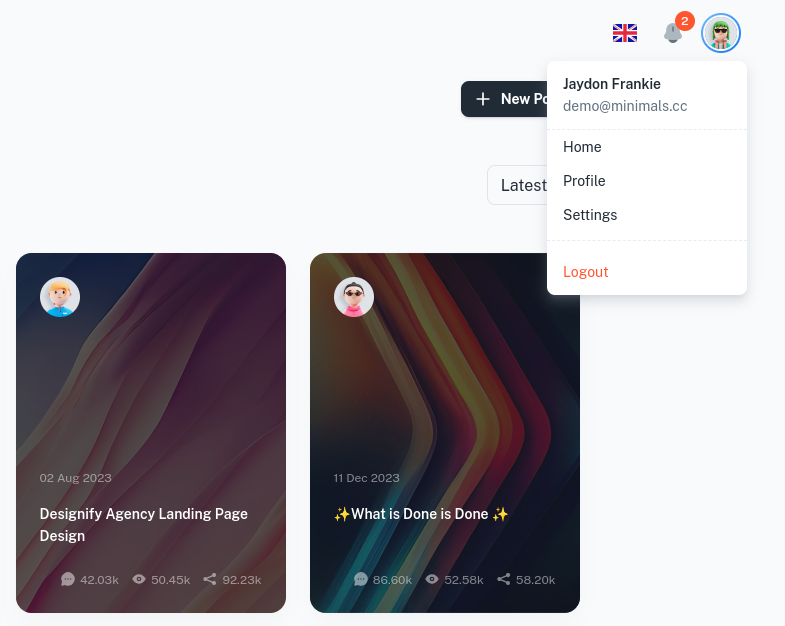 2
Jaydon Frankie
demo@minimals.cc
New
Home
Profile
Latest
Settings
Logout
02 Aug 2023
Designify Agency Landing Page
Design
42.03k 50.45k 92.23k
11 Dec 2023
✨What is Done is Done ✨
86.60k 52.58k 58.20k